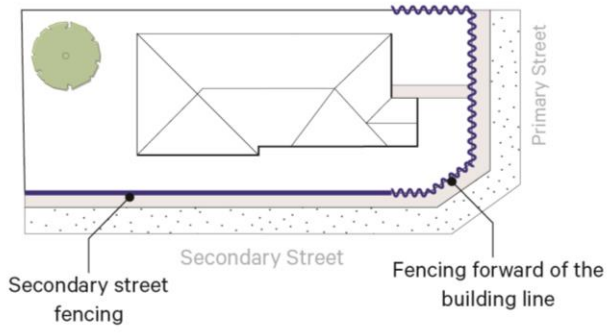 Primary Street
Secondary Street
Secondary street
fencing
Fencing forward of the
building line